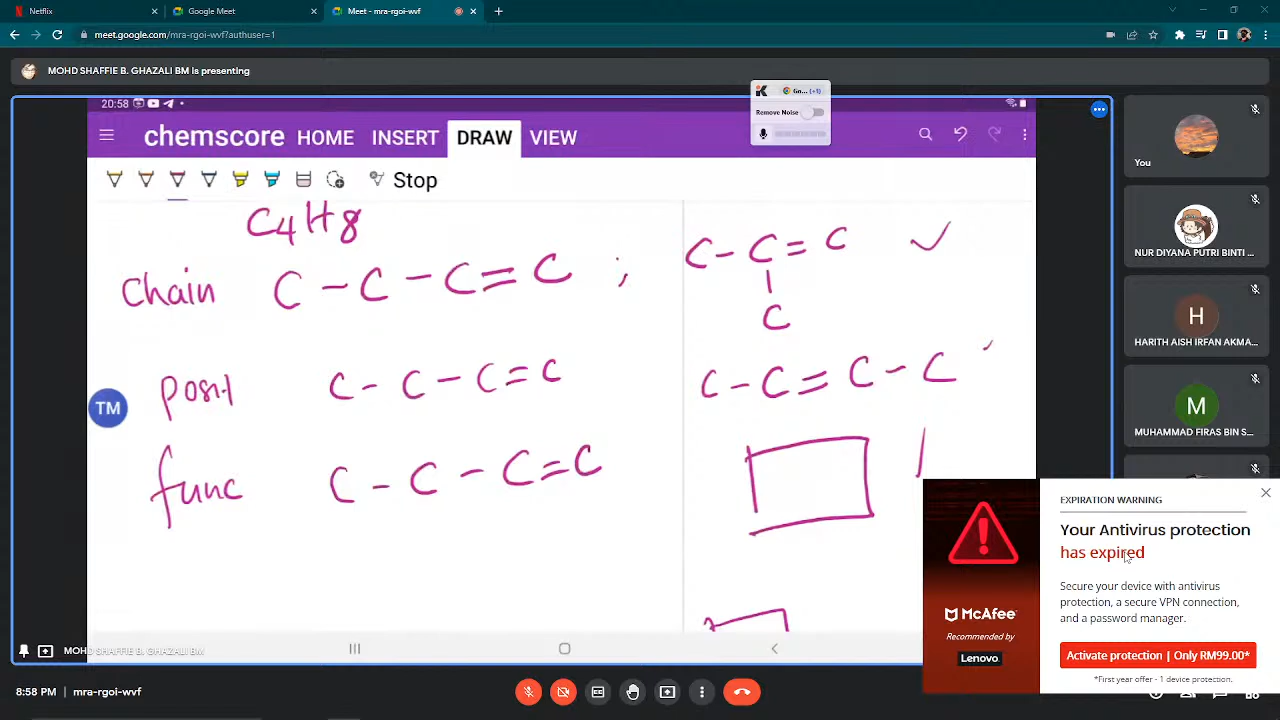 Netflix
Google Meet
Meet - mra-rgoi-wvf
meet.google.com/mra-rgoi-wvf?authuser=1
MOHD SHAFFIE B. GHAZALI BM is presenting
20:58
Go... (+1)
Remove Noise
chemscore HOME INSERT DRAW VIEW
Stop
C4H8
Chain C - C - C = C ; C - C = C ✓
|
C
posit C - C - C = C C - C = C - C
func C - C - C = C
TM
You
NUR DIYANA PUTRI BINTI ...
H
HARITH AISH IRFAN AKMA...
M
MUHAMMAD FIRAS BIN S...
EXPIRATION WARNING
Your Antivirus protection
has expired
Secure your device with antivirus
protection, a secure VPN connection,
and a password manager.
McAfee
Recommended by
Lenovo
Activate protection | Only RM99.00*
*First year offer - 1 device protection.
MOHD SHAFFIE B. GHAZALI BM
8:58 PM | mra-rgoi-wvf